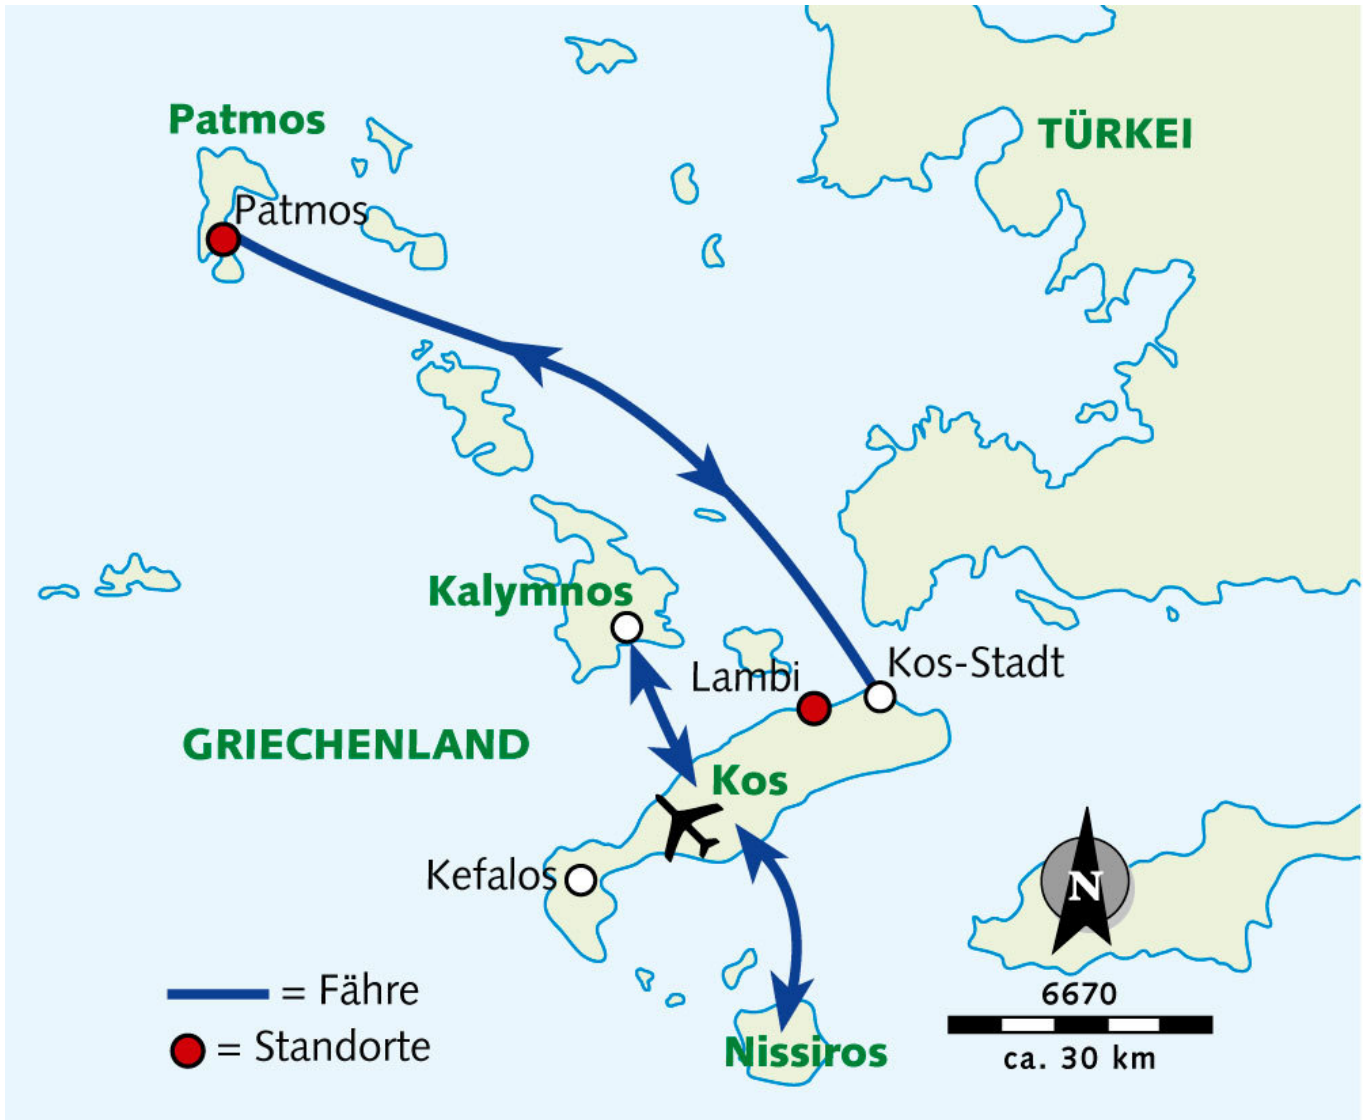 Patmos
TÜRKEI
Patmos
Kalymnos
Lambi
Kos-Stadt
GRIECHENLAND
Kos
Kefalos
N
= Fähre
6670
= Standorte
Nissiros
ca. 30 km